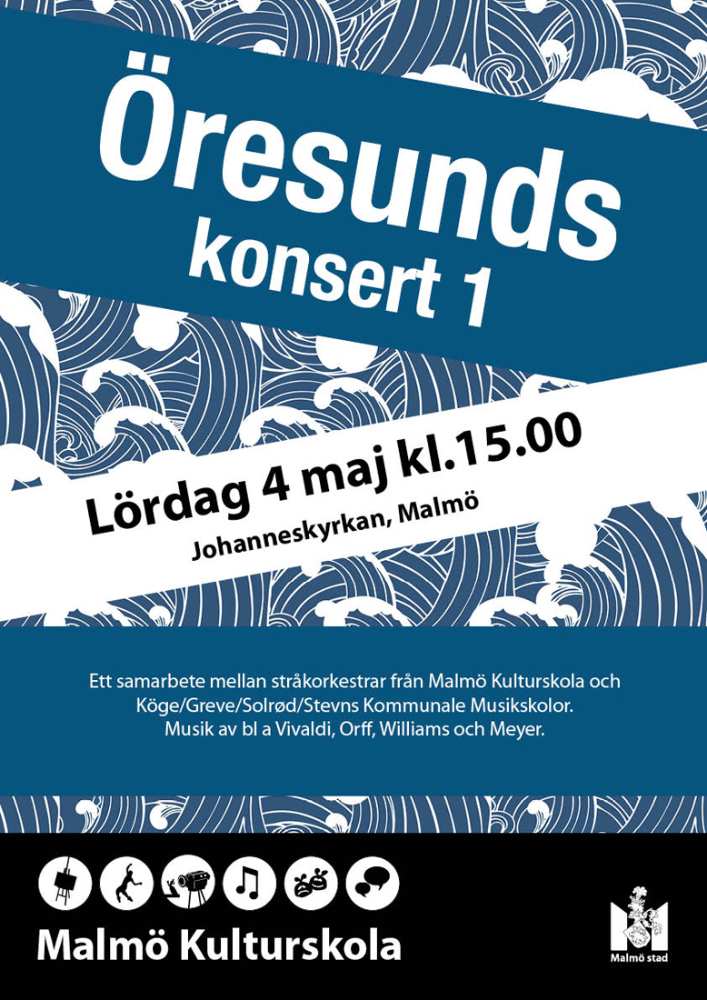 Öresunds
konsert 1
Lördag 4 maj kl.15.00
Johanneskyrkan, Malmö
Ett samarbete mellan stråkorkestrar från Malmö Kulturskola och
Köge/Greve/Solrød/Stevns Kommunale Musikskolor.
Musik av bl a Vivaldi, Orff, Williams och Meyer.
Malmö Kulturskola
Malmö stad